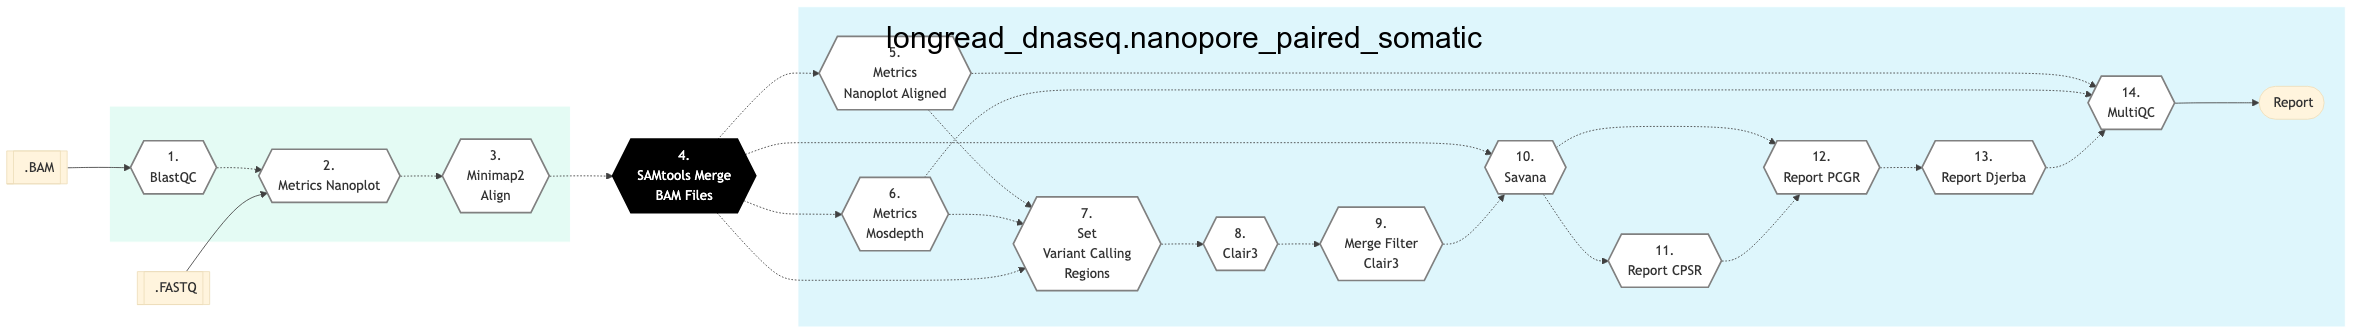 longread_dnaseq.nanopore_paired_somatic
.BAM
.FASTQ
1.
BlastQC
2.
Metrics Nanoplot
3.
Minimap2
Align
4.
SAMtools Merge
BAM Files
5.
Metrics
Nanoplot Aligned
6.
Metrics
Mosdepth
7.
Set
Variant Calling
Regions
8.
Clair3
9.
Merge Filter
Clair3
10.
Savana
11.
Report CPSR
12.
Report PCGR
13.
Report Djerba
14.
MultiQC
Report